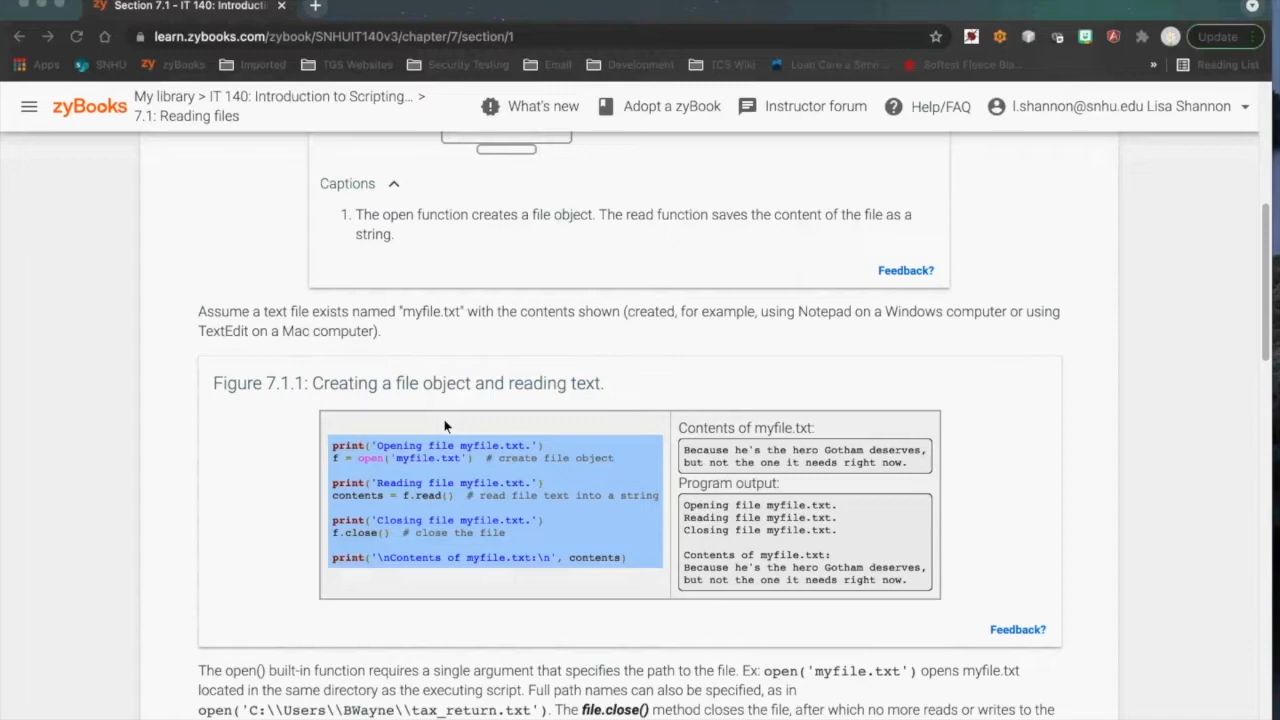 Section 7.1 - IT 140: Introducti
learn.zybooks.com/zybook/SNHUIT140v3/chapter/7/section/1
Update
Apps SNHU zyBooks Imported TGS Websites Security Testing Email Development TCS Wiki Loan Care a Serv... Softest Fleece Bla... » Reading List
zyBooks
My library > IT 140: Introduction to Scripting... >
7.1: Reading files
What's new Adopt a zyBook Instructor forum Help/FAQ l.shannon@snhu.edu Lisa Shannon
Captions
1. The open function creates a file object. The read function saves the content of the file as a
string.
Feedback?
Assume a text file exists named "myfile.txt" with the contents shown (created, for example, using Notepad on a Windows computer or using
TextEdit on a Mac computer).
Figure 7.1.1: Creating a file object and reading text.
print('Opening file myfile.txt.')
f = open('myfile.txt') # create file object
print('Reading file myfile.txt.')
contents = f.read() # read file text into a string
print('Closing file myfile.txt.')
f.close() # close the file
print('\nContents of myfile.txt:\n', contents)
Contents of myfile.txt:
Because he's the hero Gotham deserves,
but not the one it needs right now.
Program output:
Opening file myfile.txt.
Reading file myfile.txt.
Closing file myfile.txt.
Contents of myfile.txt:
Because he's the hero Gotham deserves,
but not the one it needs right now.
Feedback?
The open() built-in function requires a single argument that specifies the path to the file. Ex: open('myfile.txt') opens myfile.txt
located in the same directory as the executing script. Full path names can also be specified, as in
open('C:\\Users\\BWayne\\tax_return.txt'). The file.close() method closes the file, after which no more reads or writes to the